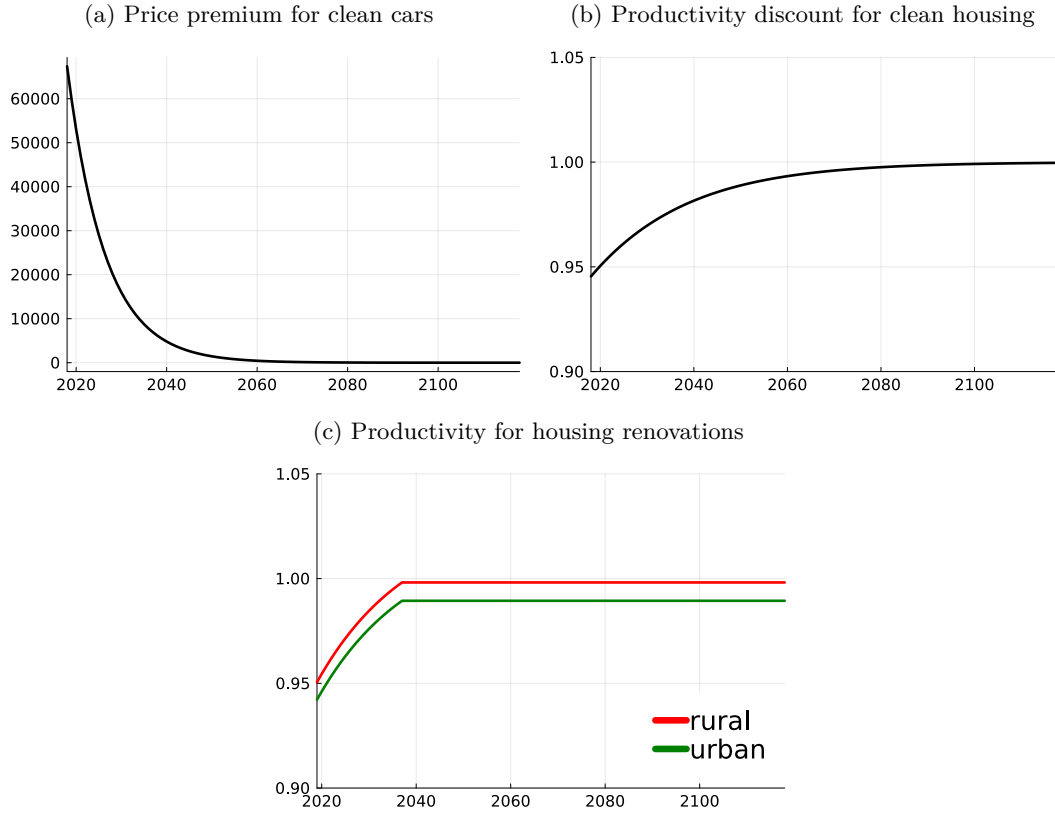 (a) Price premium for clean cars
(b) Productivity discount for clean housing
60000
50000
40000
30000
20000
10000
0
2020 2040 2060 2080 2100
1.05
1.00
0.95
0.90
2020 2040 2060 2080 2100
(c) Productivity for housing renovations
1.05
1.00
0.95
0.90
rural
urban
2020 2040 2060 2080 2100